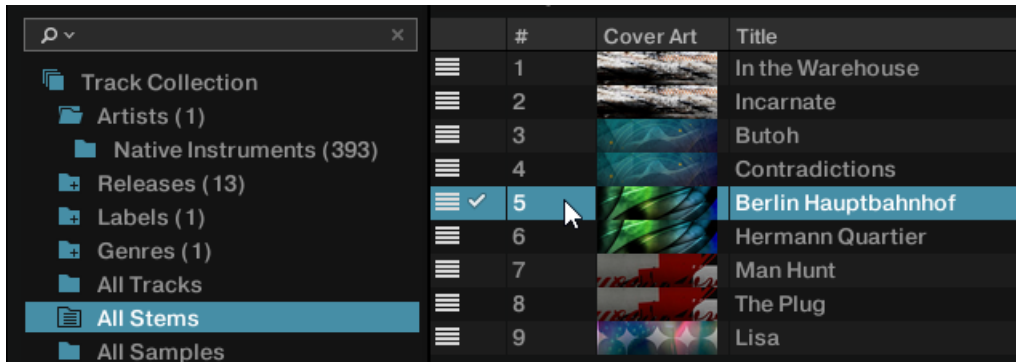 Track Collection
Artists (1)
Native Instruments (393)
Releases (13)
Labels (1)
Genres (1)
All Tracks
All Stems
All Samples
# Cover Art Title
1 In the Warehouse
2 Incarnate
3 Butoh
4 Contradictions
5 Berlin Hauptbahnhof
6 Hermann Quartier
7 Man Hunt
8 The Plug
9 Lisa